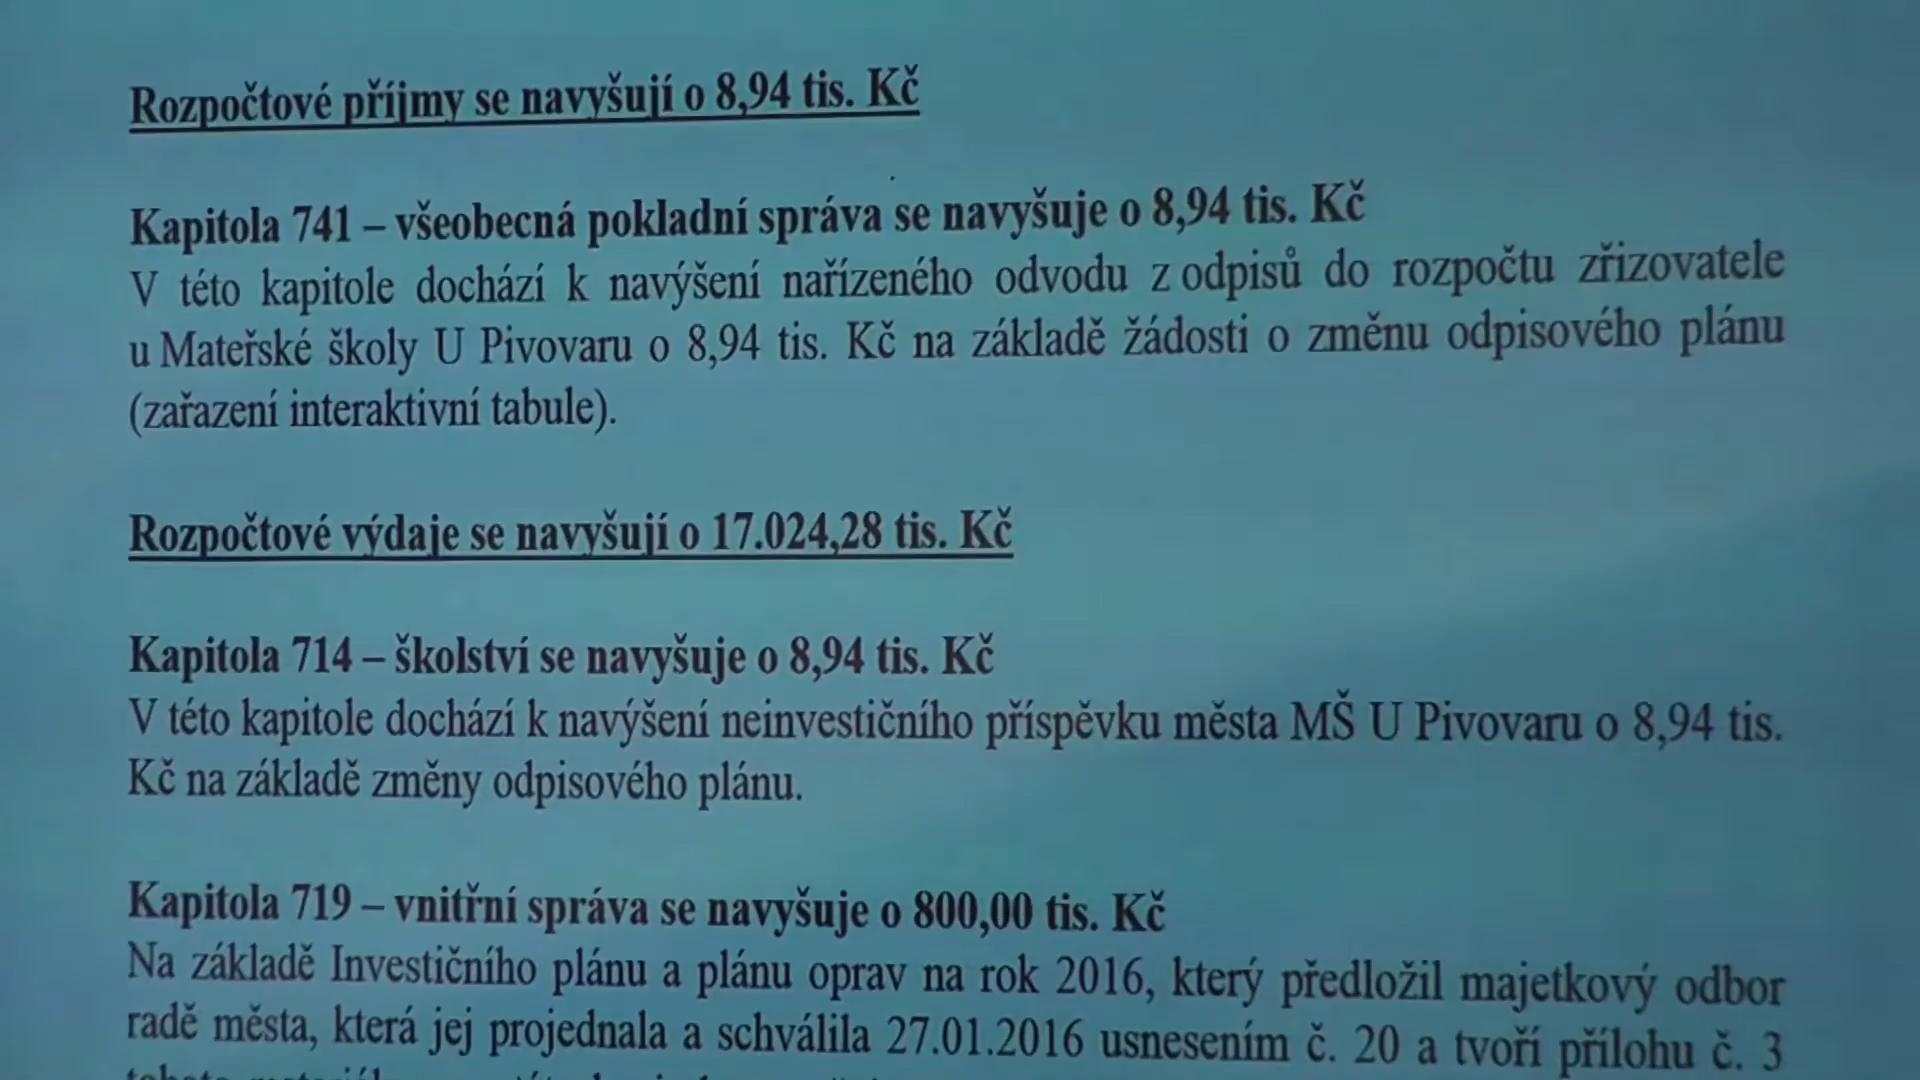 Rozpočtové příjmy se navyšují o 8,94 tis. Kč
Kapitola 741 – všeobecná pokladní správa se navyšuje o 8,94 tis. Kč
V této kapitole dochází k navýšení nařízeného odvodu z odpisů do rozpočtu zřizovatele
u Mateřské školy U Pivovaru o 8,94 tis. Kč na základě žádosti o změnu odpisového plánu
(zařazení interaktivní tabule).
Rozpočtové výdaje se navyšují o 17.024,28 tis. Kč
Kapitola 714 – školství se navyšuje o 8,94 tis. Kč
V této kapitole dochází k navýšení neinvestičního příspěvku města MŠ U Pivovaru o 8,94 tis.
Kč na základě změny odpisového plánu.
Kapitola 719 – vnitřní správa se navyšuje o 800,00 tis. Kč
Na základě Investičního plánu a plánu oprav na rok 2016, který předložil majetkový odbor
radě města, která jej projednala a schválila 27.01.2016 usnesením č. 20 a tvoří přílohu č. 3